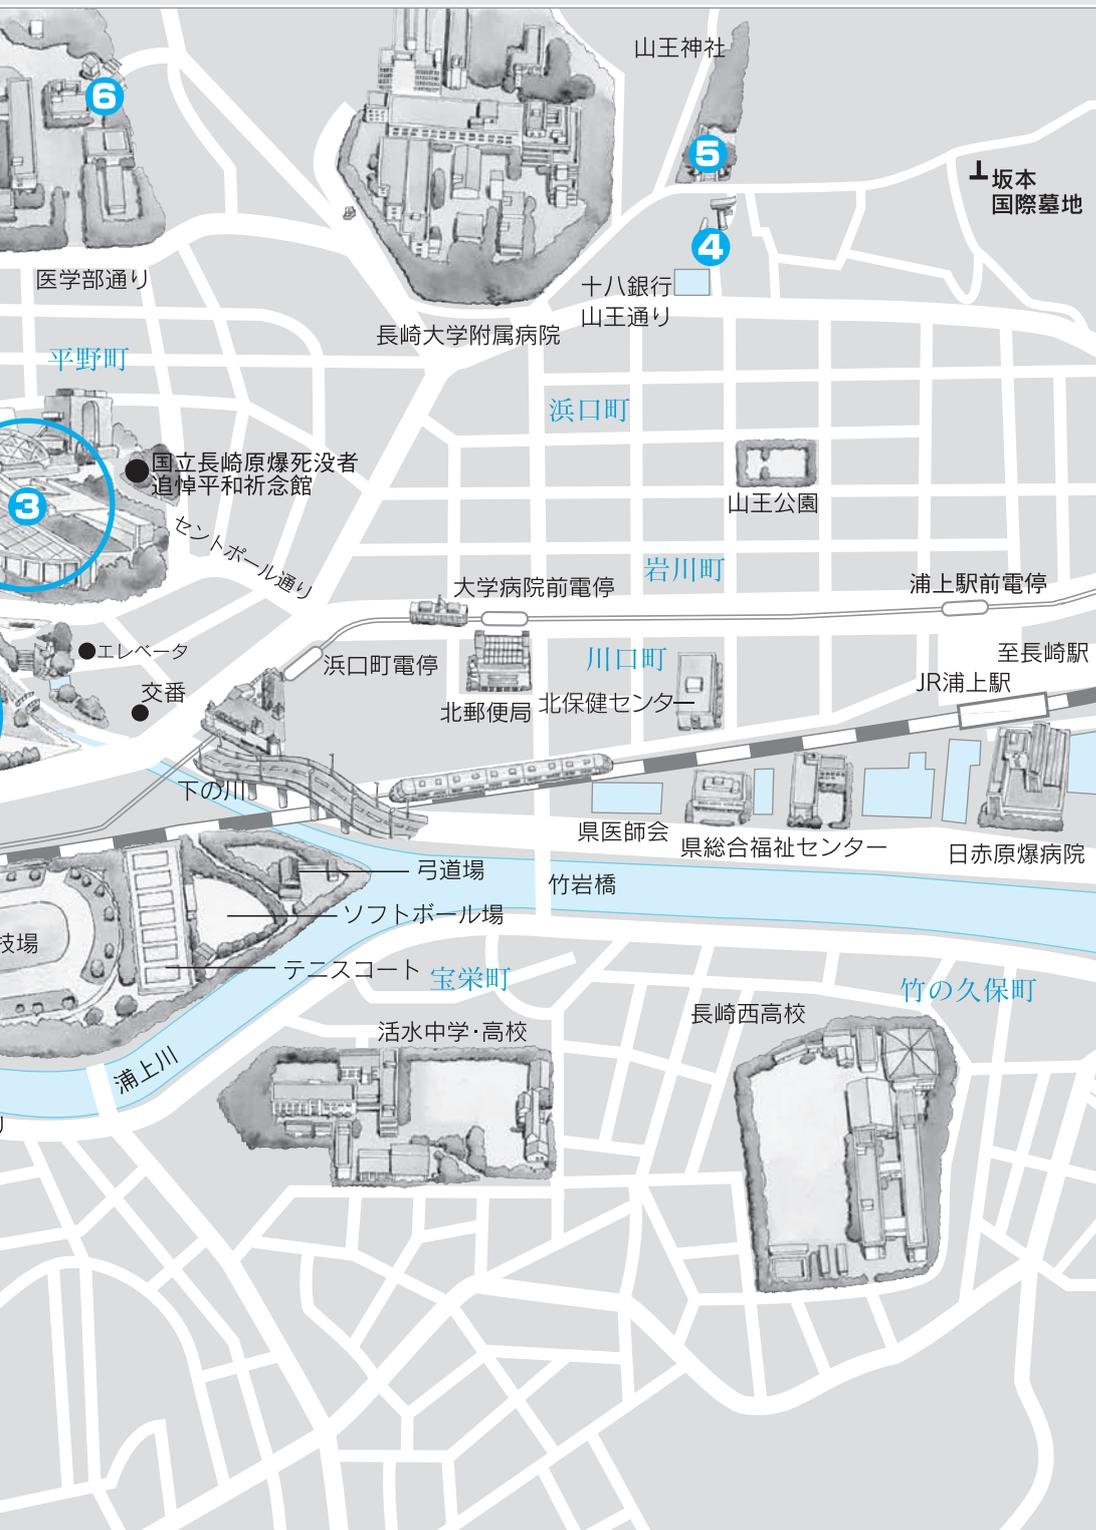 山王神社
6
5
坂本
国際墓地
4
医学部通り
十八銀行
山王通り
長崎大学附属病院
平野町
浜口町
国立長崎原爆死没者
追悼平和祈念館
3
山王公園
セントポール通り
岩川町
大学病院前電停
浦上駅前電停
エレベータ
浜口町電停
川口町
至長崎駅
JR浦上駅
交番
北郵便局
北保健センター
下の川
県医師会
県総合福祉センター
日赤原爆病院
弓道場
竹岩橋
ソフトボール場
技場
テニスコート
宝栄町
竹の久保町
長崎西高校
活水中学・高校
浦上川
り